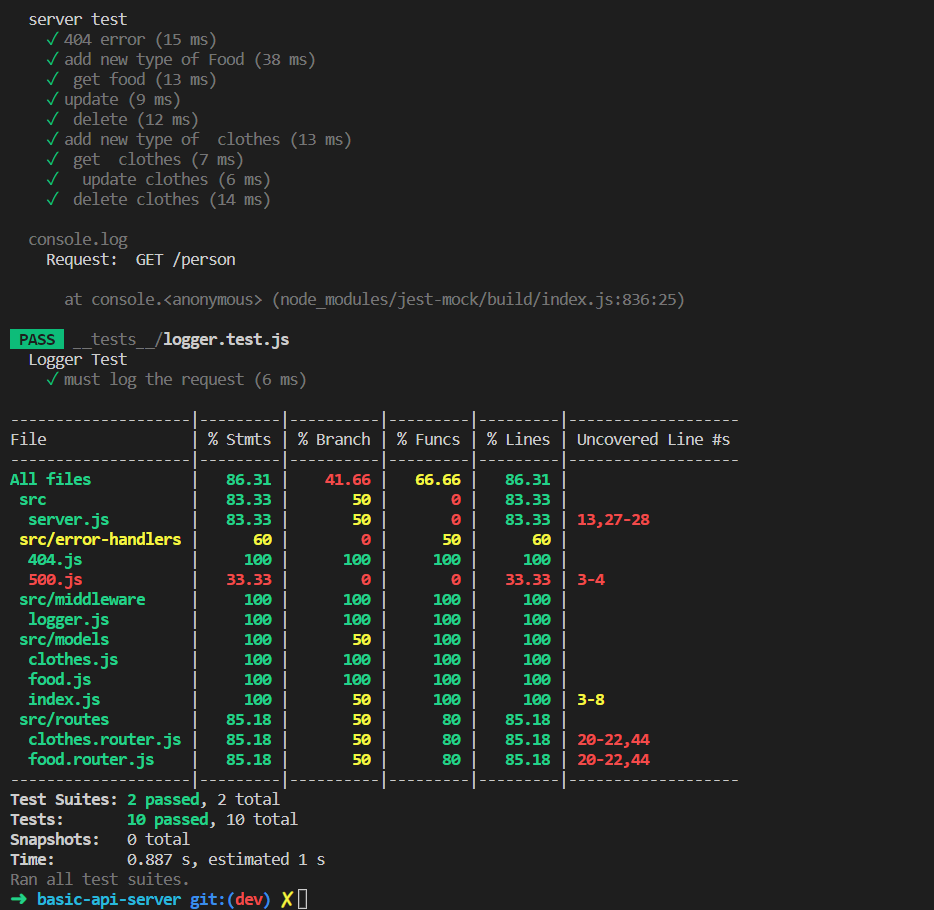 server test
✓ 404 error (15 ms)
✓ add new type of Food (38 ms)
✓  get food (13 ms)
✓ update (9 ms)
✓  delete (12 ms)
✓ add new type of  clothes (13 ms)
✓  get  clothes (7 ms)
✓   update clothes (6 ms)
✓  delete clothes (14 ms)
console.log
Request:  GET /person
at console.<anonymous> (node_modules/jest-mock/build/index.js:836:25)
PASS __tests__/logger.test.js
Logger Test
✓ must log the request (6 ms)
--------------------|---------|----------|---------|---------|-------------------
File                | % Stmts | % Branch | % Funcs | % Lines | Uncovered Line #s
--------------------|---------|----------|---------|---------|-------------------
All files           |   86.31 |    41.66 |   66.66 |   86.31 |
 src                |   83.33 |       50 |       0 |   83.33 |
  server.js         |   83.33 |       50 |       0 |   83.33 | 13,27-28
 src/error-handlers |      60 |        0 |      50 |      60 |
  404.js            |     100 |      100 |     100 |     100 |
  500.js            |   33.33 |        0 |       0 |   33.33 | 3-4
 src/middleware     |     100 |      100 |     100 |     100 |
  logger.js         |     100 |      100 |     100 |     100 |
 src/models         |     100 |       50 |     100 |     100 |
  clothes.js        |     100 |      100 |     100 |     100 |
  food.js           |     100 |      100 |     100 |     100 |
  index.js          |     100 |       50 |     100 |     100 | 3-8
 src/routes         |   85.18 |       50 |      80 |   85.18 |
  clothes.router.js |   85.18 |       50 |      80 |   85.18 | 20-22,44
  food.router.js    |   85.18 |       50 |      80 |   85.18 | 20-22,44
--------------------|---------|----------|---------|---------|-------------------
Test Suites: 2 passed, 2 total
Tests:       10 passed, 10 total
Snapshots:   0 total
Time:        0.887 s, estimated 1 s
Ran all test suites.
➜ basic-api-server git:(dev) ✗